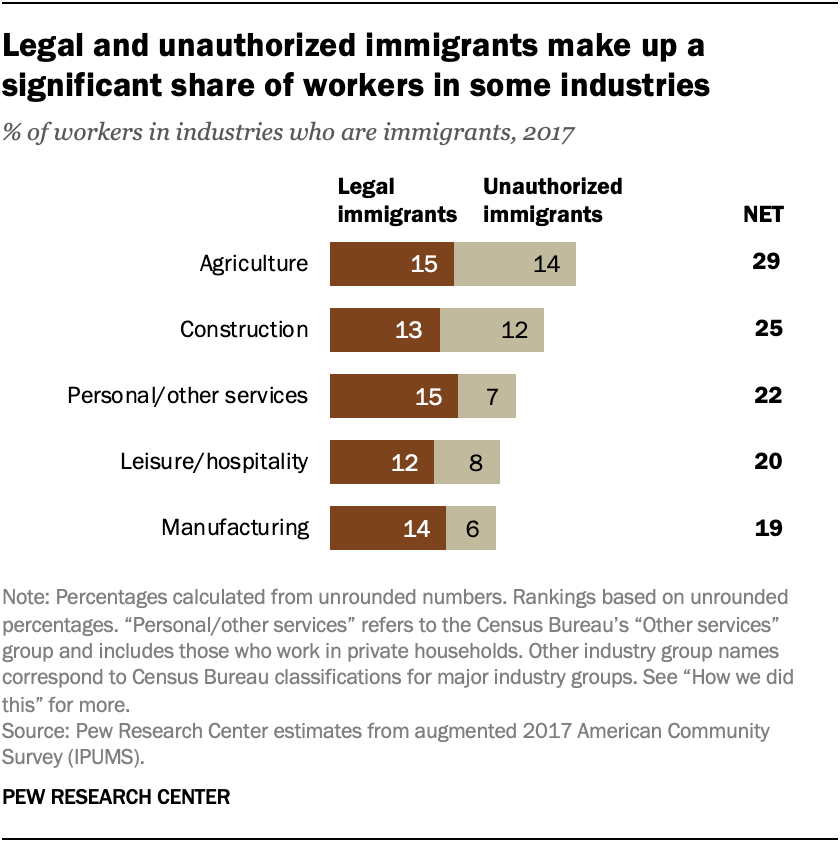 Legal and unauthorized immigrants make up a
significant share of workers in some industries
% of workers in industries who are immigrants, 2017
Legal immigrants
Unauthorized immigrants
NET
Agriculture 15 14 29
Construction 13 12 25
Personal/other services 15 7 22
Leisure/hospitality 12 8 20
Manufacturing 14 6 19
Note: Percentages calculated from unrounded numbers. Rankings based on unrounded
percentages. “Personal/other services” refers to the Census Bureau’s “Other services”
group and includes those who work in private households. Other industry group names
correspond to Census Bureau classifications for major industry groups. See “How we did
this” for more.
Source: Pew Research Center estimates from augmented 2017 American Community
Survey (IPUMS).
PEW RESEARCH CENTER